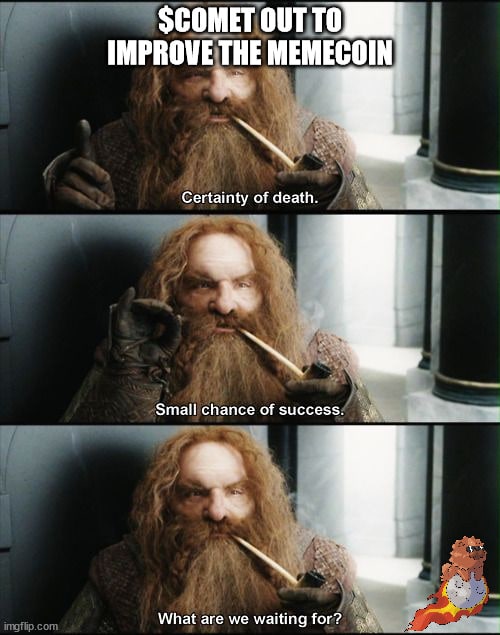 $COMET OUT TO
IMPROVE THE MEMECOIN
Certainty of death.
Small chance of success.
What are we waiting for?
imgflip.com